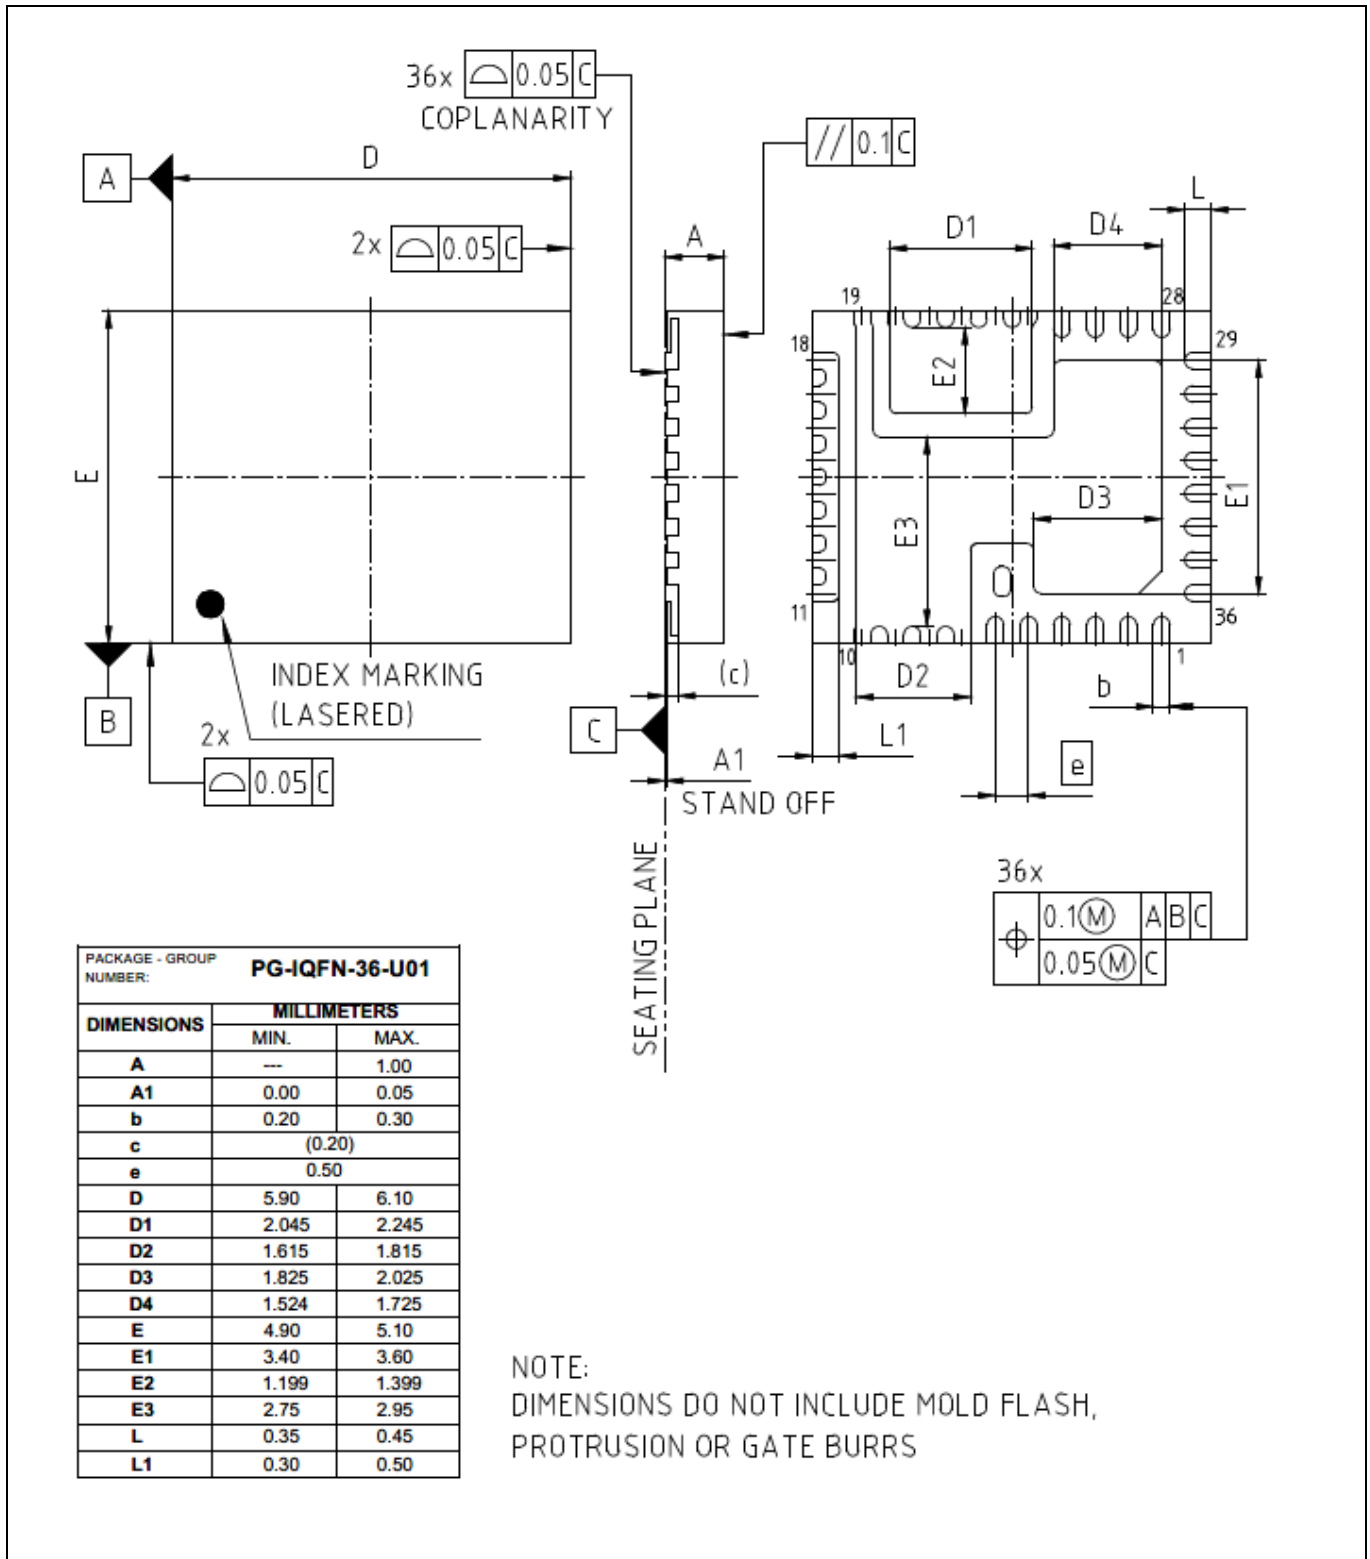 36x ⌓ 0.05 C
COPLANARITY
// 0.1 C
A
D
2x ⌓ 0.05 C
A
D1
D4
L
19
28
18
29
E2
E
E3
D3
E1
11
36
10
1
INDEX MARKING
(LASERED)
(c)
D2
b
B
2x
⌓ 0.05 C
C
A1
L1
e
STAND OFF
SEATING PLANE
36x
⌖ 0.1 Ⓜ A B C
0.05 Ⓜ C
PACKAGE - GROUP
NUMBER:
PG-IQFN-36-U01
DIMENSIONS MILLIMETERS
MIN. MAX.
A --- 1.00
A1 0.00 0.05
b 0.20 0.30
c (0.20)
e 0.50
D 5.90 6.10
D1 2.045 2.245
D2 1.615 1.815
D3 1.825 2.025
D4 1.524 1.725
E 4.90 5.10
E1 3.40 3.60
E2 1.199 1.399
E3 2.75 2.95
L 0.35 0.45
L1 0.30 0.50
NOTE:
DIMENSIONS DO NOT INCLUDE MOLD FLASH,
PROTRUSION OR GATE BURRS